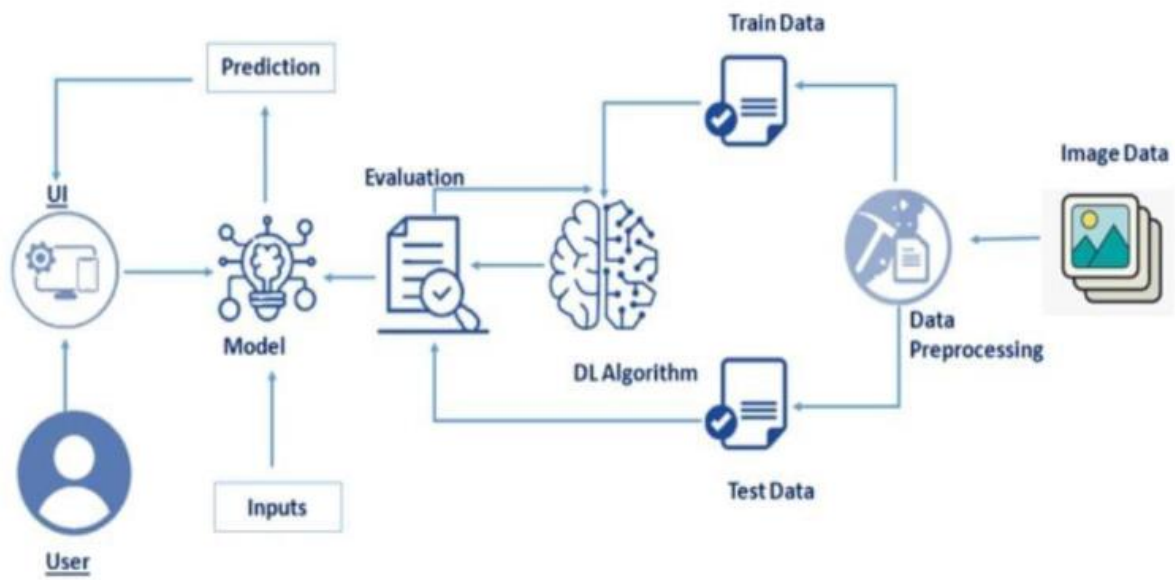 Train Data
Prediction
Image Data
Evaluation
UI
Data
Preprocessing
Model
DL Algorithm
Inputs
Test Data
User